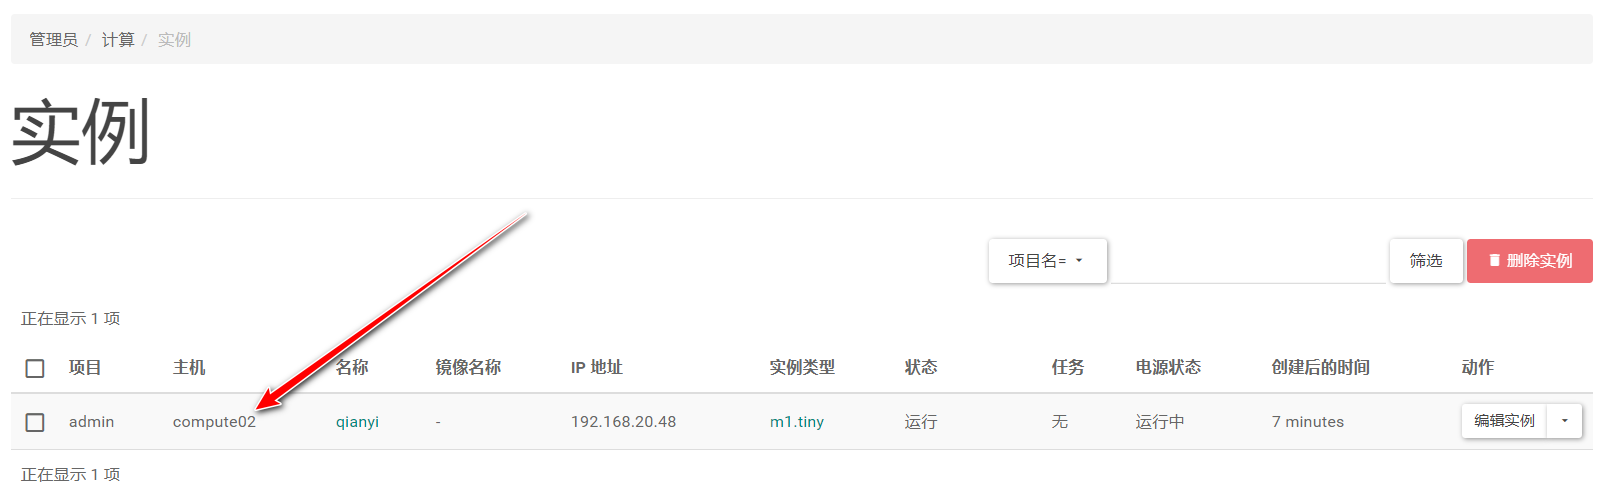 管理员 / 计算 / 实例
实例
项目名= 筛选 删除实例
正在显示 1 项
项目 主机 名称 镜像名称 IP 地址 实例类型 状态 任务 电源状态 创建后的时间 动作
admin compute02 qianyi - 192.168.20.48 m1.tiny 运行 无 运行中 7 minutes 编辑实例
正在显示 1 项